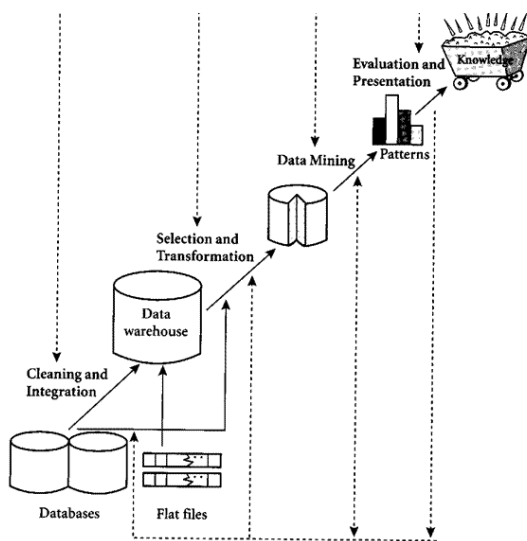 Evaluation and
Presentation
Knowledge
Data Mining
Patterns
Selection and
Transformation
Data
warehouse
Cleaning and
Integration
Databases
Flat files